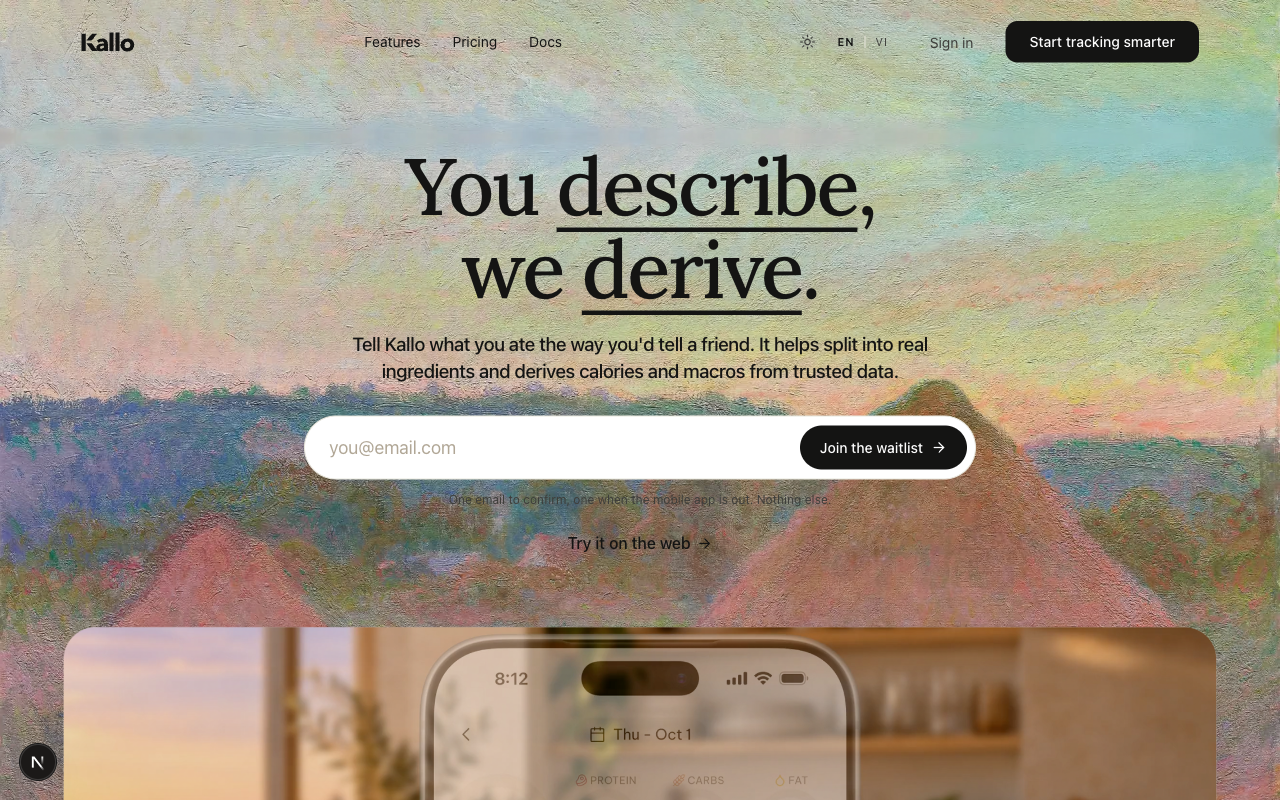 Kallo
Features
Pricing
Docs
EN
VI
Sign in
Start tracking smarter
You describe,
we derive.
Tell Kallo what you ate the way you'd tell a friend. It helps split into real
ingredients and derives calories and macros from trusted data.
you@email.com
Join the waitlist →
One email to confirm, one when the mobile app is out. Nothing else.
Try it on the web →
8:12
Thu - Oct 1
PROTEIN
CARBS
FAT
N